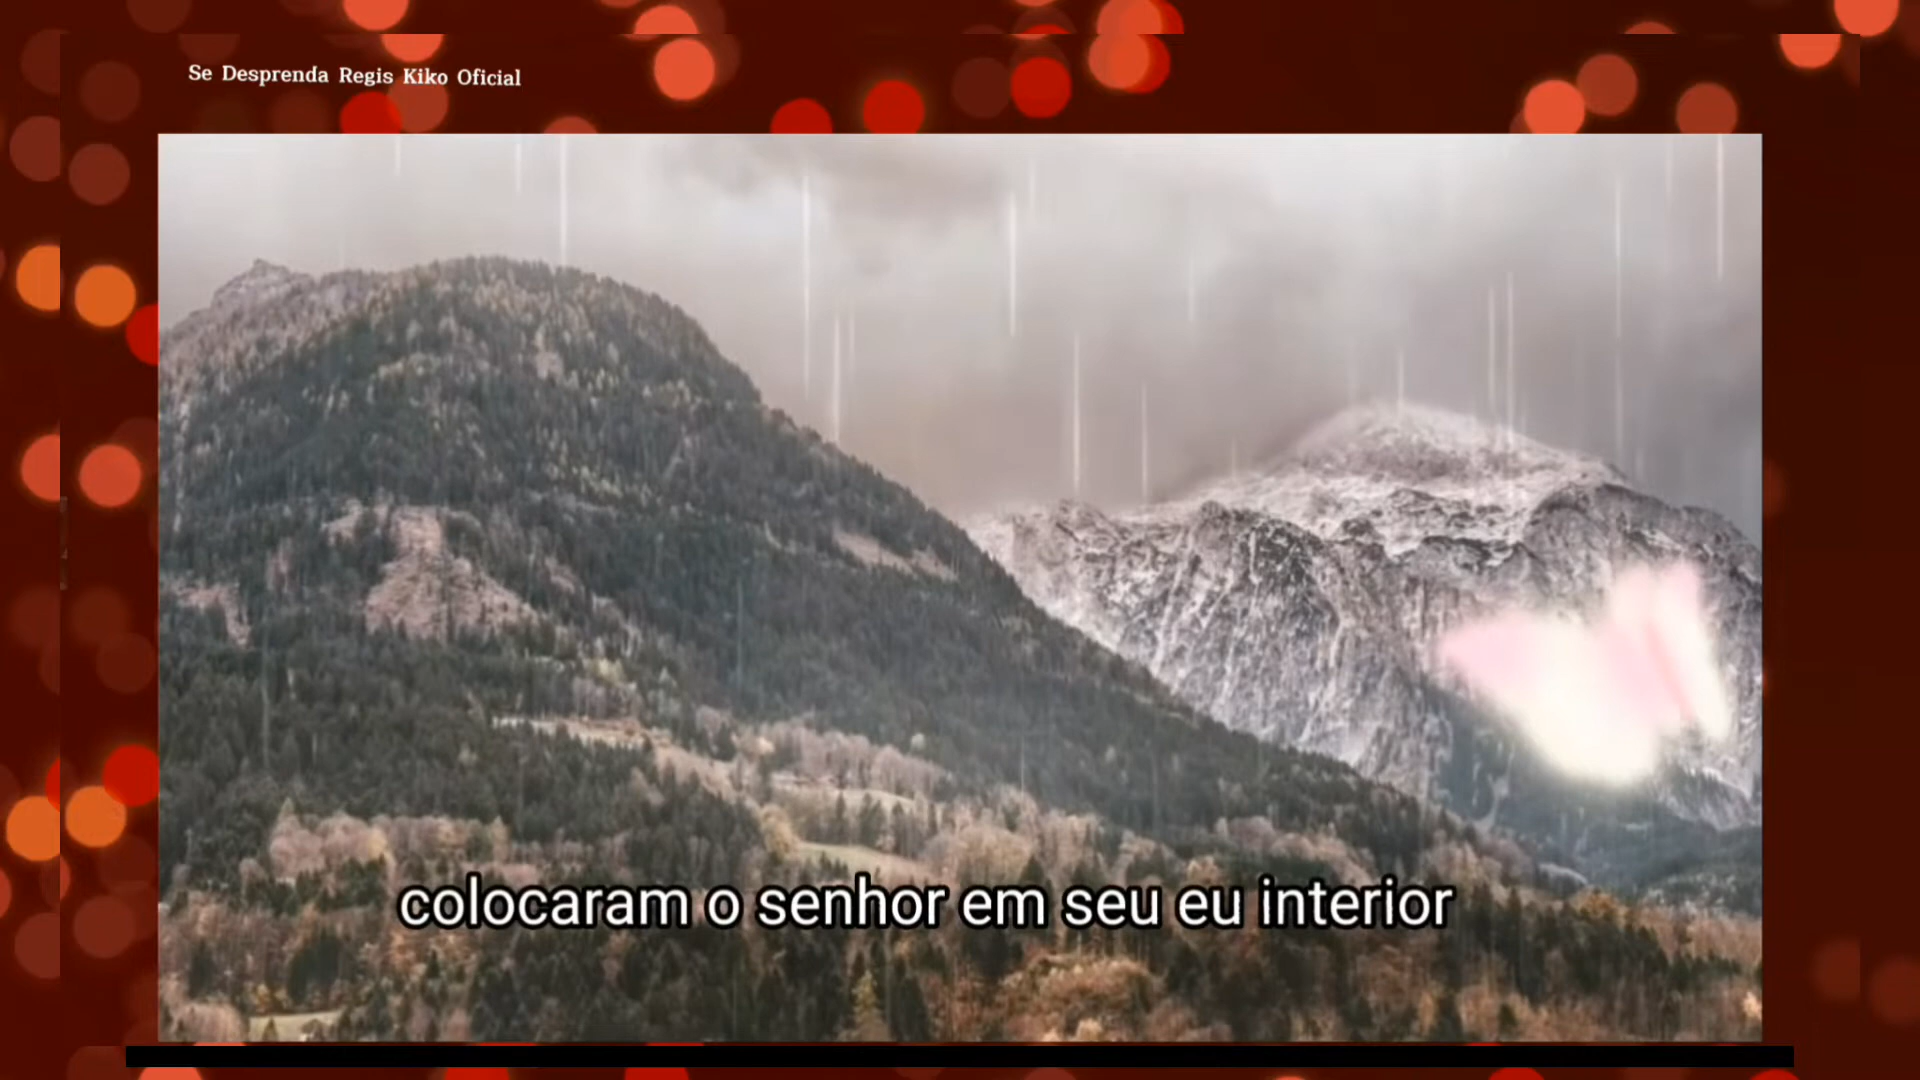 Se Desprenda Regis Kiko Oficial
colocaram o senhor em seu eu interior